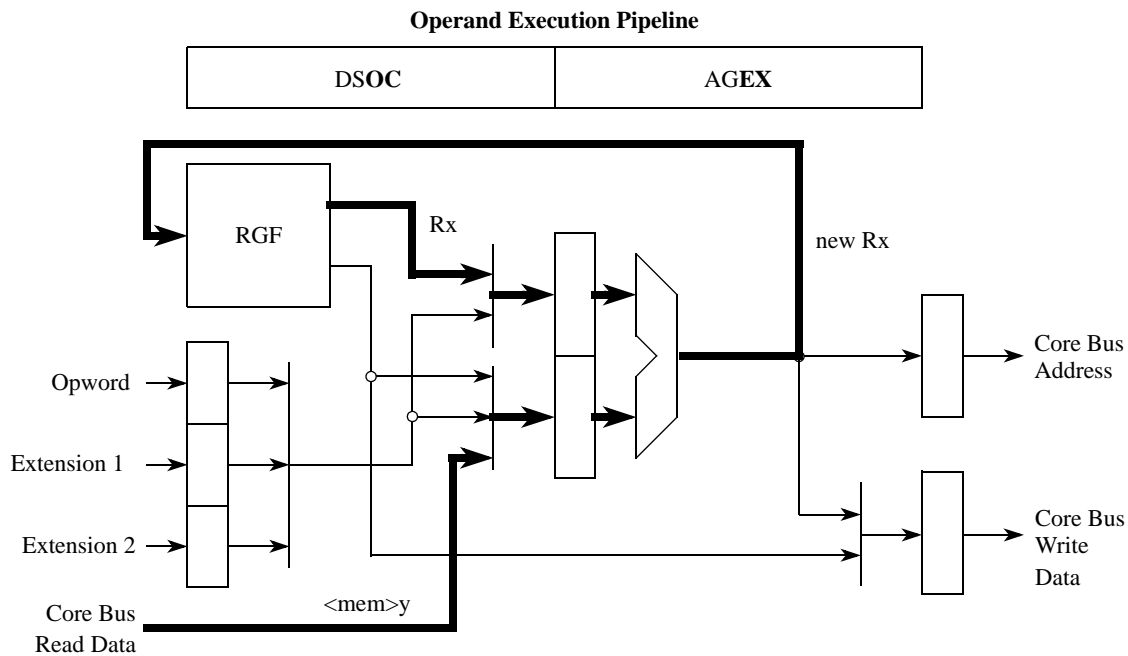 Operand Execution Pipeline
DSOC
AGEX
RGF
Rx
new Rx
Opword
Extension 1
Extension 2
Core Bus
Address
Core Bus
Write
Data
<mem>y
Core Bus
Read Data